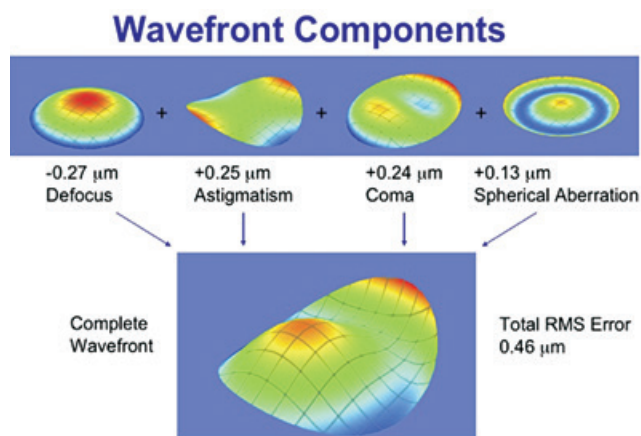 Wavefront Components
+ + +
-0.27 μm
Defocus
+0.25 μm
Astigmatism
+0.24 μm
Coma
+0.13 μm
Spherical Aberration
Complete
Wavefront
Total RMS Error
0.46 μm